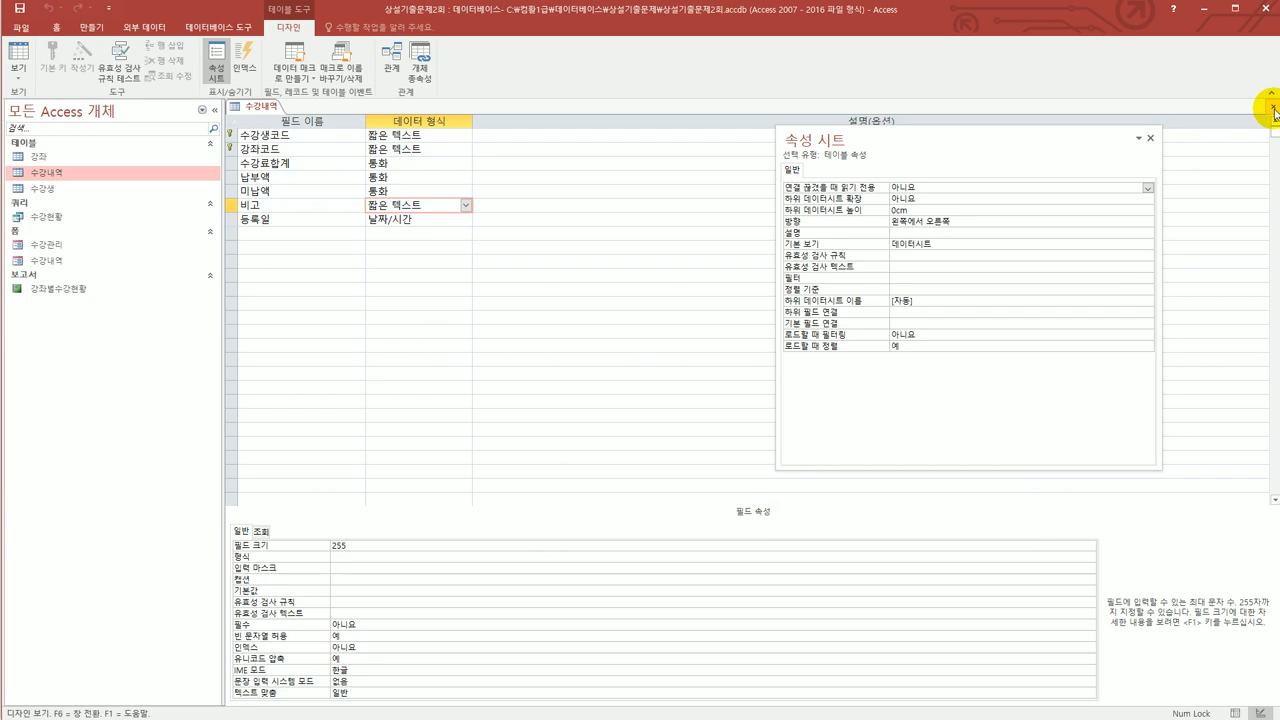 테이블 도구
상설기출문제2회 : 데이터베이스- C:₩컴활1급₩데이터베이스₩상설기출문제₩상설기출문제2회.accdb (Access 2007 - 2016 파일 형식) - Access
파일 홈 만들기 외부 데이터 데이터베이스 도구 디자인 수행할 작업을 알려 주세요.
보기
기본 키
작성기
유효성 검사
규칙 테스트
행 삽입
행 삭제
조회 수정
속성
시트
인덱스
데이터 매크
로 만들기
매크로 이름
바꾸기/삭제
관계
개체
종속성
보기 도구 표시/숨기기 필드, 레코드 및 테이블 이벤트 관계
모든 Access 개체
검색...
테이블
강좌
수강내역
수강생
쿼리
수강현황
폼
수강관리
수강내역
보고서
강좌별수강현황
수강내역
필드 이름 데이터 형식 설명(옵션)
수강생코드 짧은 텍스트
강좌코드 짧은 텍스트
수강료합계 통화
납부액 통화
미납액 통화
비고 짧은 텍스트
등록일 날짜/시간
속성 시트
선택 유형: 테이블 속성
일반
연결 끊겼을 때 읽기 전용 아니요
하위 데이터시트 확장 아니요
하위 데이터시트 높이 0cm
방향 왼쪽에서 오른쪽
설명
기본 보기 데이터시트
유효성 검사 규칙
유효성 검사 텍스트
필터
정렬 기준
하위 데이터시트 이름 [자동]
하위 필드 연결
기본 필드 연결
로드할 때 필터링 아니요
로드할 때 정렬 예
필드 속성
일반 조회
필드 크기 255
형식
입력 마스크
캡션
기본값
유효성 검사 규칙
유효성 검사 텍스트
필수 아니요
빈 문자열 허용 예
인덱스 아니요
유니코드 압축 예
IME 모드 한글
문장 입력 시스템 모드 없음
텍스트 맞춤 일반
필드에 입력할 수 있는 최대 문자 수. 255자까
지 지정할 수 있습니다. 필드 크기에 대한 자
세한 내용을 보려면 <F1> 키를 누르십시오.
디자인 보기. F6 = 창 전환. F1 = 도움말.
Num Lock